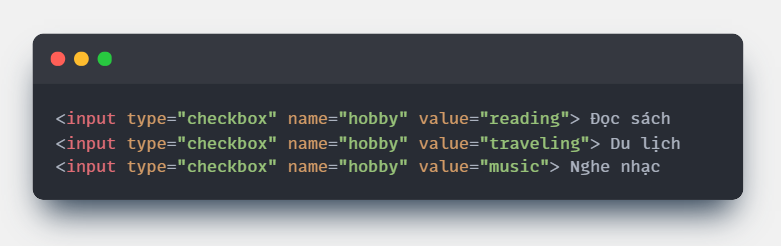 <input type="checkbox" name="hobby" value="reading"> Đọc sách
<input type="checkbox" name="hobby" value="traveling"> Du lịch
<input type="checkbox" name="hobby" value="music"> Nghe nhạc